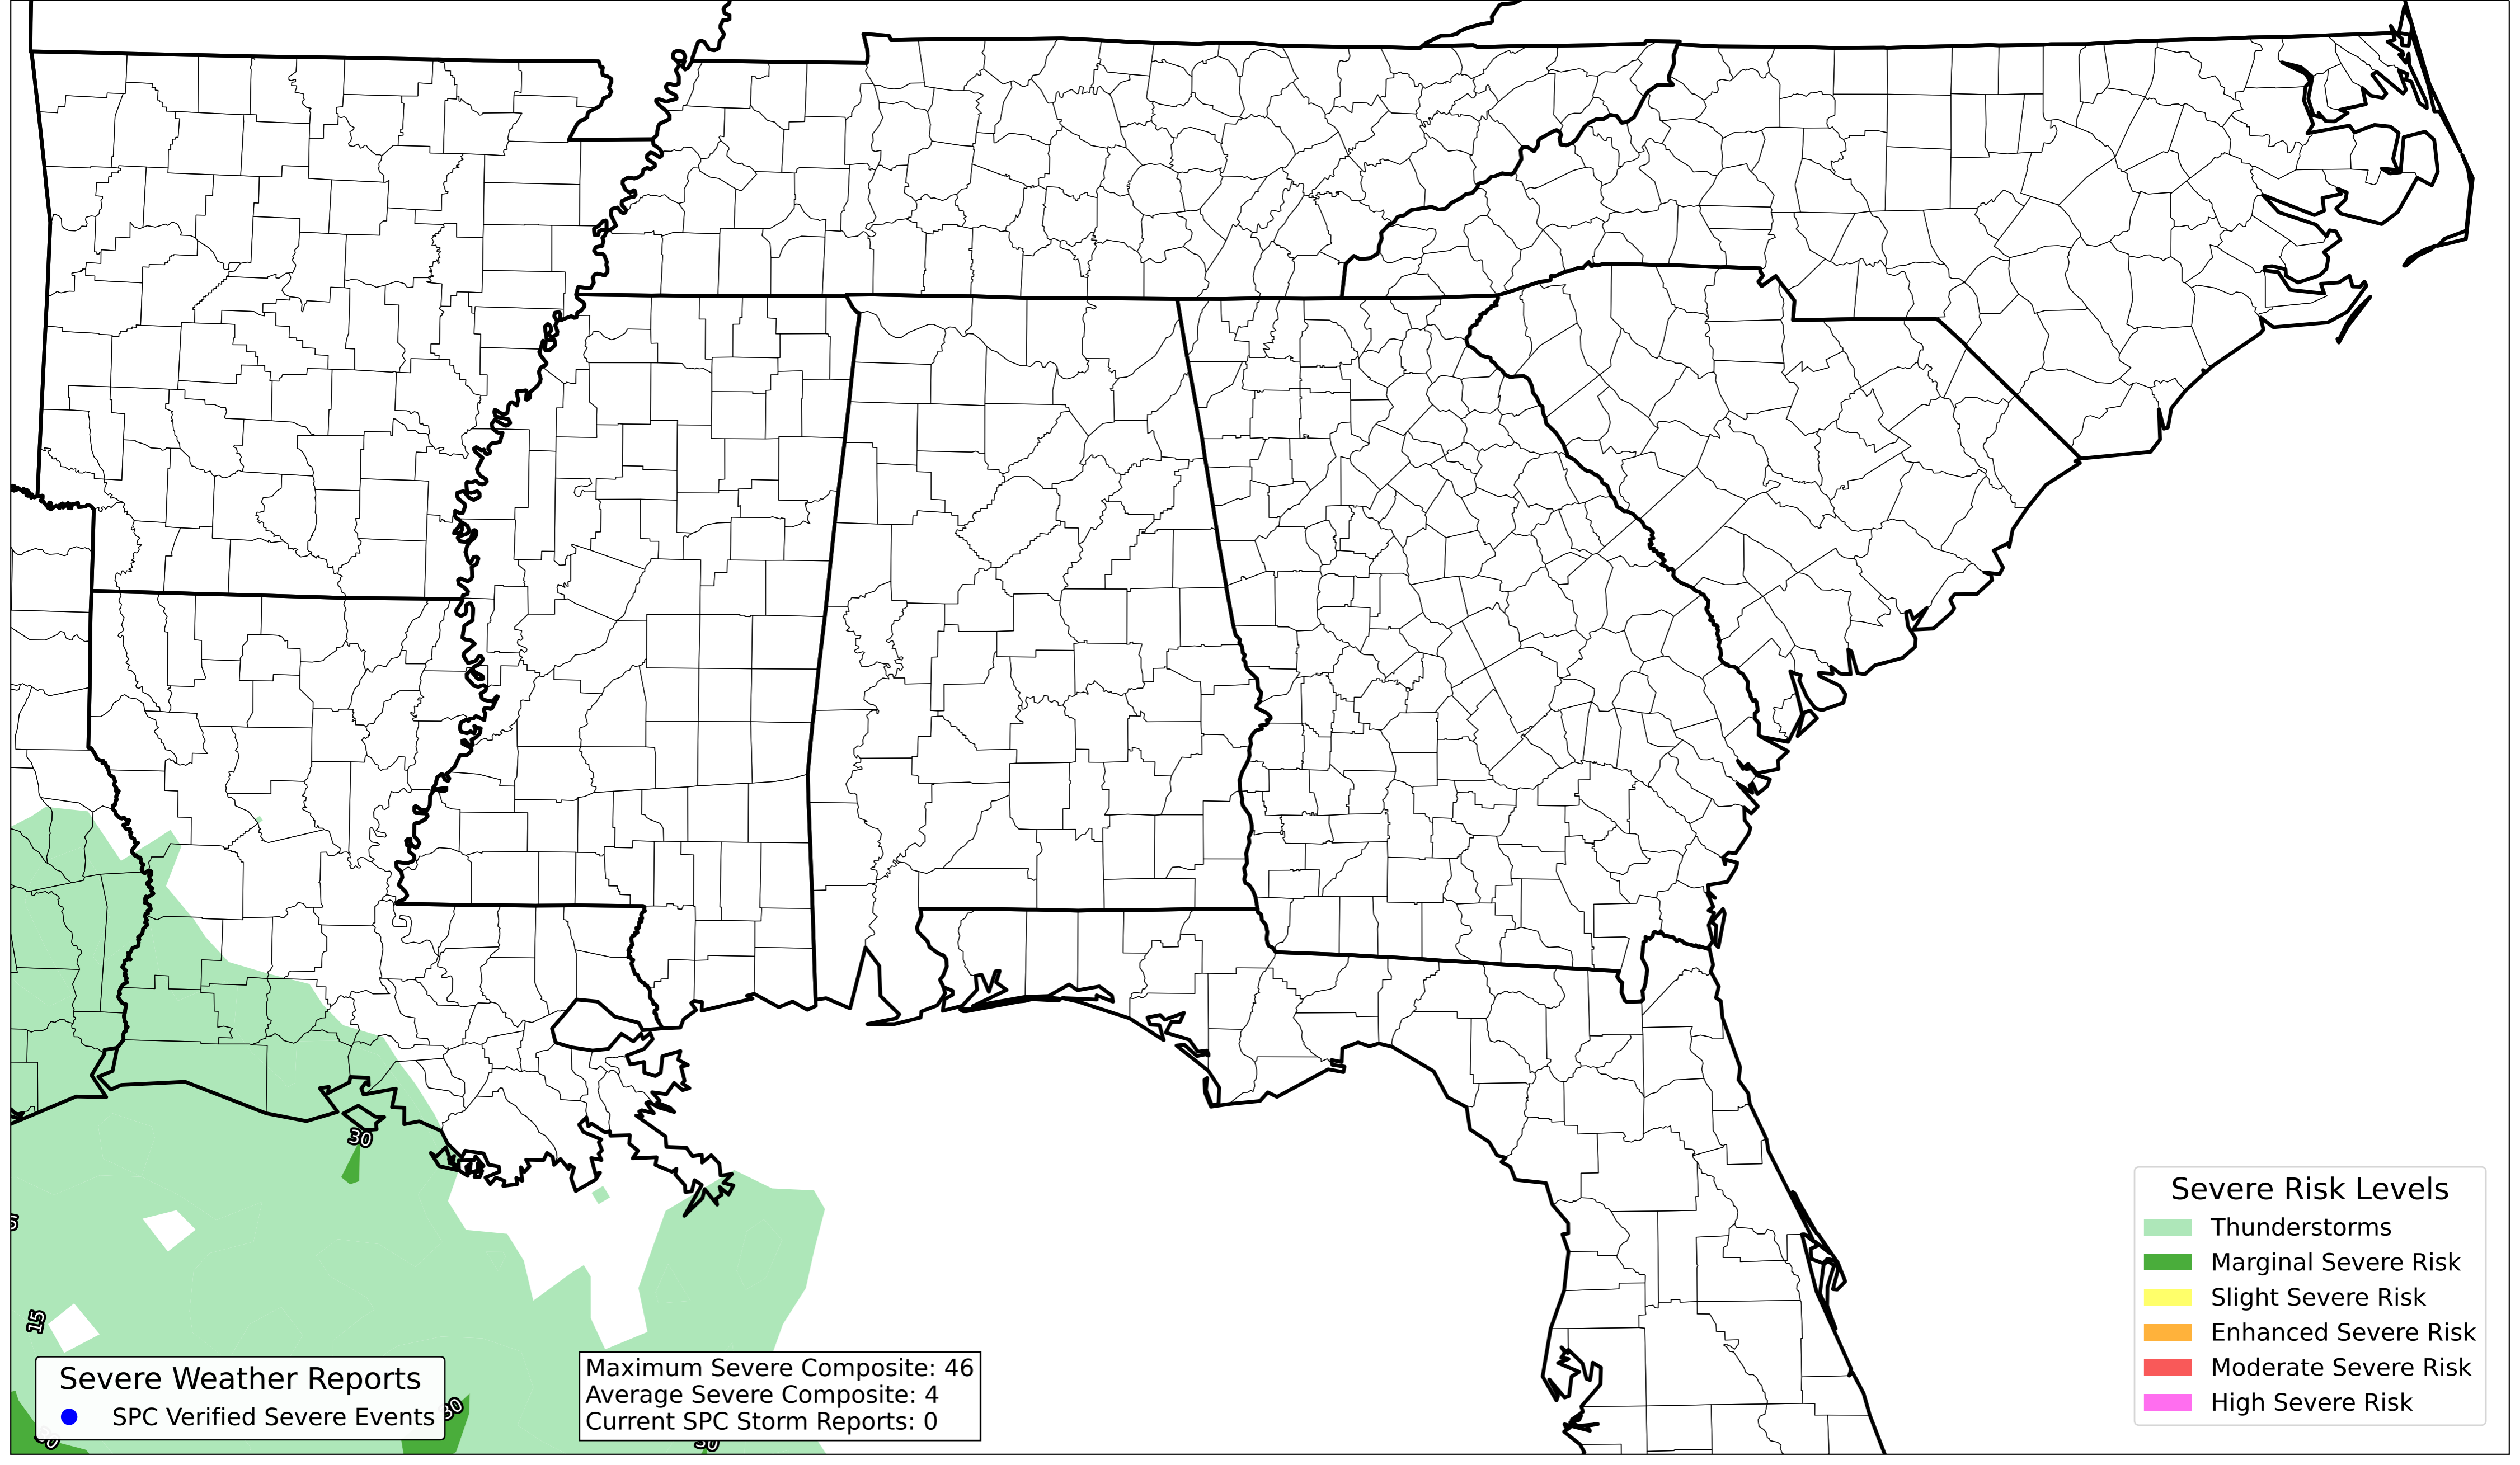 30
15
Severe Weather Reports
SPC Verified Severe Events
30
Maximum Severe Composite: 46
Average Severe Composite: 4
Current SPC Storm Reports: 0
Severe Risk Levels
Thunderstorms
Marginal Severe Risk
Slight Severe Risk
Enhanced Severe Risk
Moderate Severe Risk
High Severe Risk